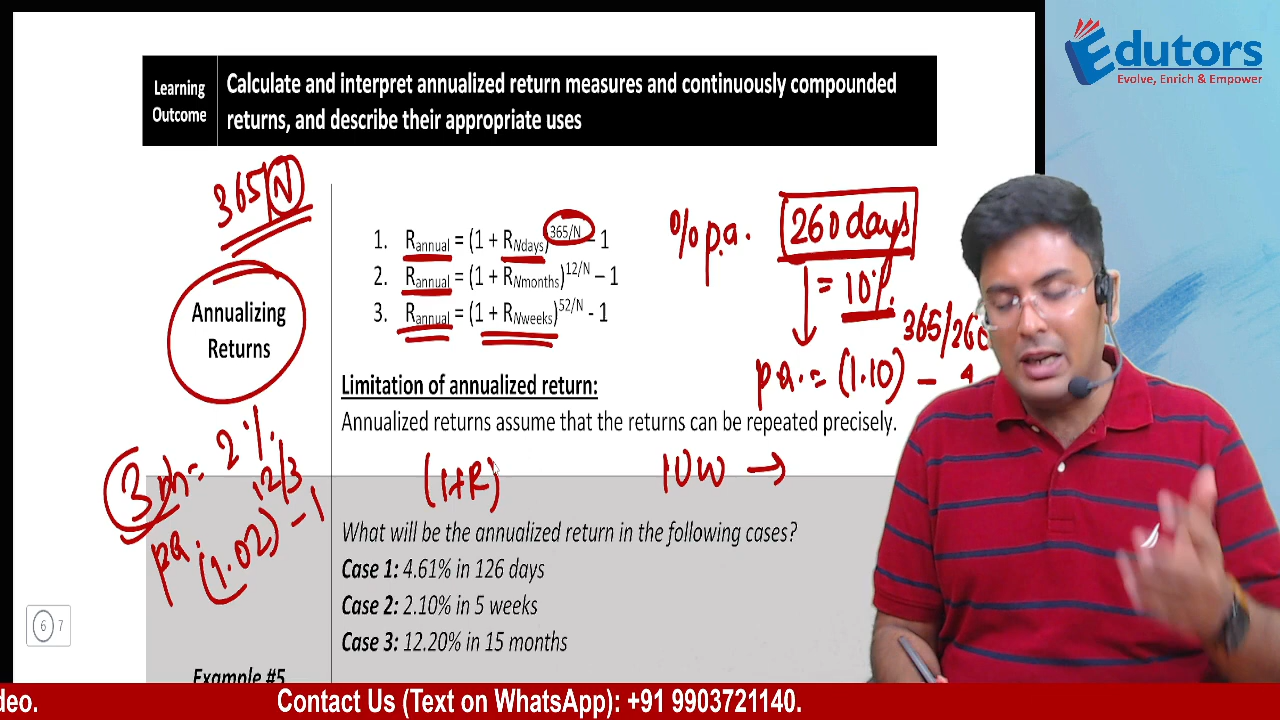 Edutors
Evolve, Enrich & Empower
Learning Outcome
Calculate and interpret annualized return measures and continuously compounded
returns, and describe their appropriate uses
365/N
Annualizing
Returns
1. Rannual = (1 + RNdays)365/N – 1
2. Rannual = (1 + RNmonths)12/N – 1
3. Rannual = (1 + RNweeks)52/N - 1
% p.a.
260 days
= 10%.
365/260
p.a. = (1.10) –
Limitation of annualized return:
Annualized returns assume that the returns can be repeated precisely.
3m = 2%.
12/3
pa. (1.02) – 1
(1+R)
10W →
What will be the annualized return in the following cases?
Case 1: 4.61% in 126 days
Case 2: 2.10% in 5 weeks
Case 3: 12.20% in 15 months
6 7
Example #5
deo.
Contact Us (Text on WhatsApp): +91 9903721140.